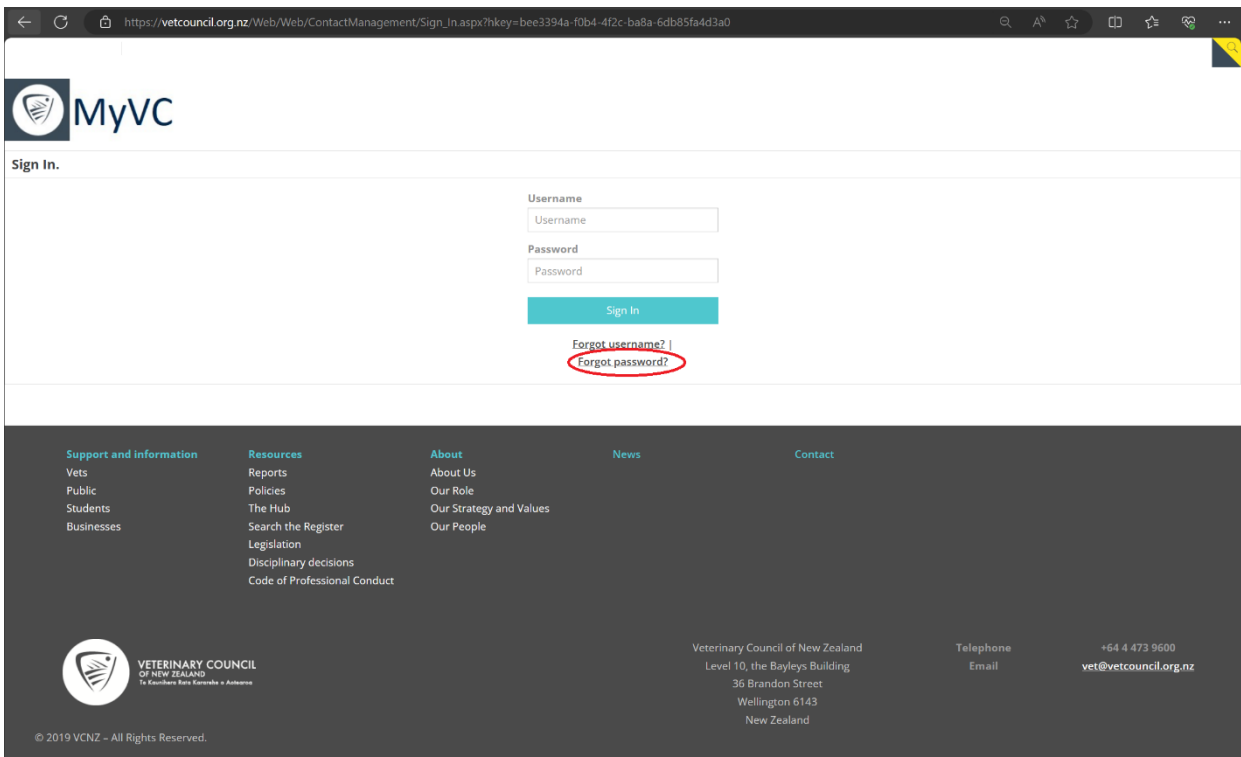 https://vetcouncil.org.nz/Web/Web/ContactManagement/Sign_In.aspx?hkey=bee3394a-f0b4-4f2c-ba8a-6db85fa4d3a0
MyVC
Sign In.
Username
Username
Password
Password
Sign In
Forgot username? |
Forgot password?
Support and information
Vets
Public
Students
Businesses
Resources
Reports
Policies
The Hub
Search the Register
Legislation
Disciplinary decisions
Code of Professional Conduct
About
About Us
Our Role
Our Strategy and Values
Our People
News
Contact
VETERINARY COUNCIL
OF NEW ZEALAND
Veterinary Council of New Zealand
Level 10, the Bayleys Building
36 Brandon Street
Wellington 6143
New Zealand
Telephone +64 4 473 9600
Email vet@vetcouncil.org.nz
© 2019 VCNZ – All Rights Reserved.